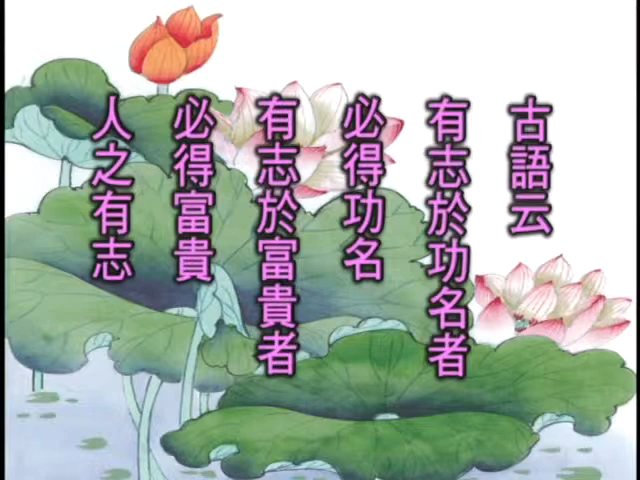 古語云
有志於功名者
必得功名
有志於富貴者
必得富貴
人之有志